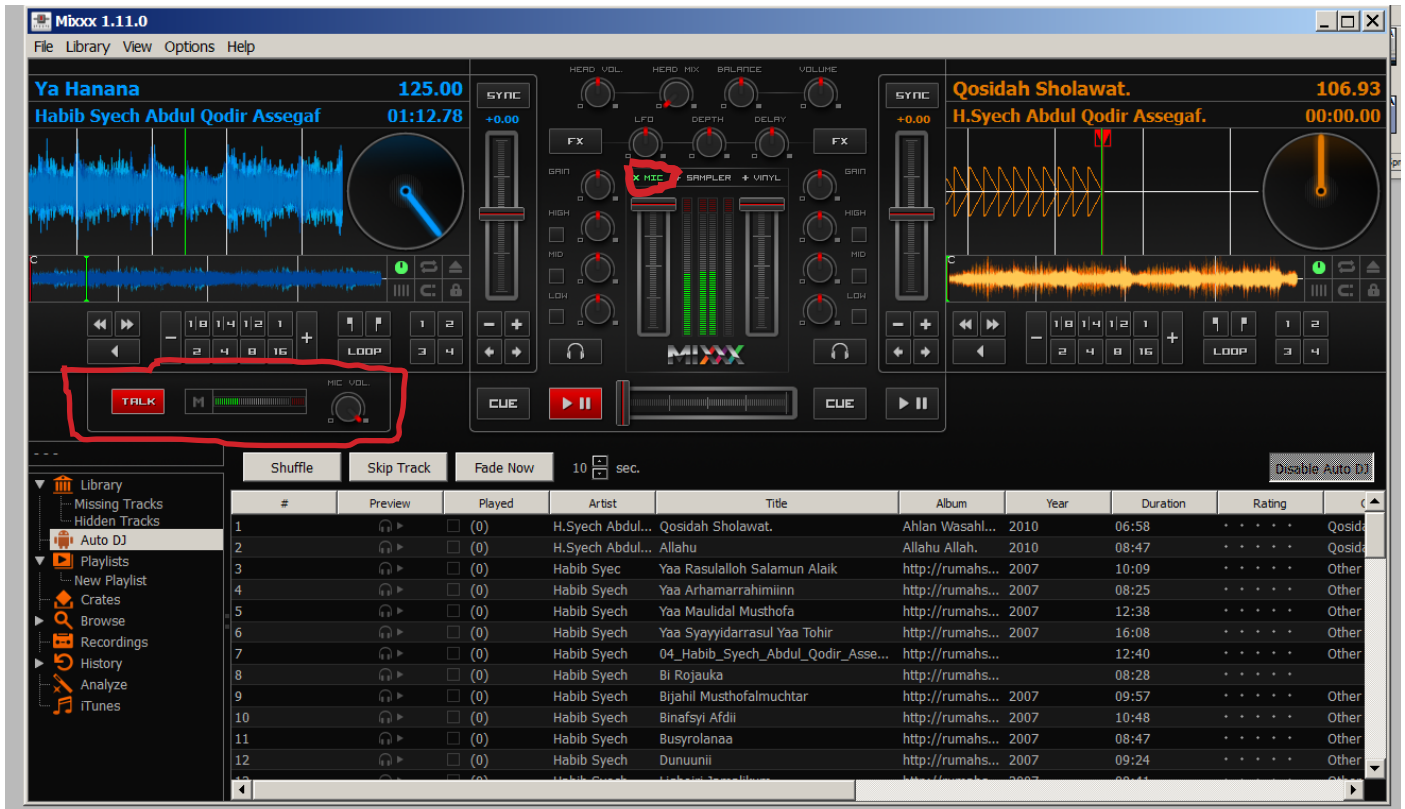 Mixxx 1.11.0
File Library View Options Help
HEAD VOL. HEAD MIX BALANCE VOLUME
Ya Hanana 125.00
Habib Syech Abdul Qodir Assegaf 01:12.78
SYNC
+0.00
LFO DEPTH DELAY
FX FX
SYNC
+0.00
Qosidah Sholawat. 106.93
H.Syech Abdul Qodir Assegaf. 00:00.00
GAIN X MIC + SAMPLER + VINYL GAIN
HIGH HIGH
MID MID
LOW LOW
C C
1|8 1|4 1|2 1 1 2
2 4 8 16 LOOP 3 4
MIXXX
1|8 1|4 1|2 1 1 2
2 4 8 16 LOOP 3 4
TALK M MIC VOL.
CUE CUE
---
Shuffle Skip Track Fade Now 10 sec. Disable Auto DJ
Library
Missing Tracks
Hidden Tracks
Auto DJ
Playlists
New Playlist
Crates
Browse
Recordings
History
Analyze
iTunes
# Preview Played Artist Title Album Year Duration Rating
1 (0) H.Syech Abdul... Qosidah Sholawat. Ahlan Wasahl... 2010 06:58 Qosida
2 (0) H.Syech Abdul... Allahu Allahu Allah. 2010 08:47 Qosida
3 (0) Habib Syec Yaa Rasulalloh Salamun Alaik http://rumahs... 2007 10:09 Other
4 (0) Habib Syech Yaa Arhamarrahimiinn http://rumahs... 2007 08:25 Other
5 (0) Habib Syech Yaa Maulidal Musthofa http://rumahs... 2007 12:38 Other
6 (0) Habib Syech Yaa Syayyidarrasul Yaa Tohir http://rumahs... 2007 16:08 Other
7 (0) Habib Syech 04_Habib_Syech_Abdul_Qodir_Asse... http://rumahs... 12:40 Other
8 (0) Habib Syech Bi Rojauka http://rumahs... 08:28
9 (0) Habib Syech Bijahil Musthofalmuchtar http://rumahs... 2007 09:57 Other
10 (0) Habib Syech Binafsyi Afdii http://rumahs... 2007 10:48 Other
11 (0) Habib Syech Busyrolanaa http://rumahs... 2007 08:47 Other
12 (0) Habib Syech Dunuunii http://rumahs... 2007 09:24 Other